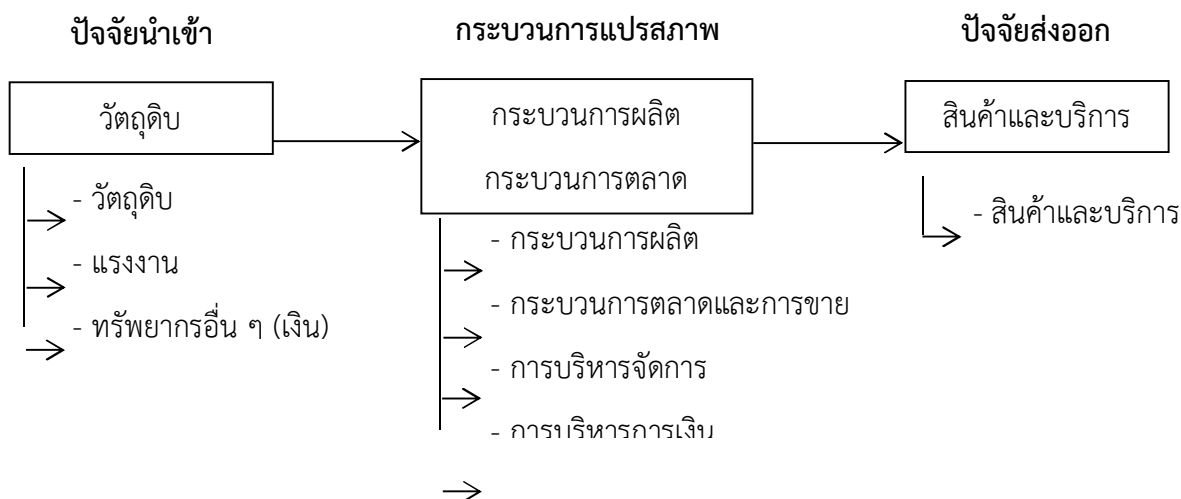 ปัจจัยนำเข้า
กระบวนการแปรสภาพ
ปัจจัยส่งออก
วัตถุดิบ
กระบวนการผลิต
กระบวนการตลาด
สินค้าและบริการ
- วัตถุดิบ
- แรงงาน
- ทรัพยากรอื่น ๆ (เงิน)
- กระบวนการผลิต
- กระบวนการตลาดและการขาย
- การบริหารจัดการ
- การบริหารการเงิน
- สินค้าและบริการ